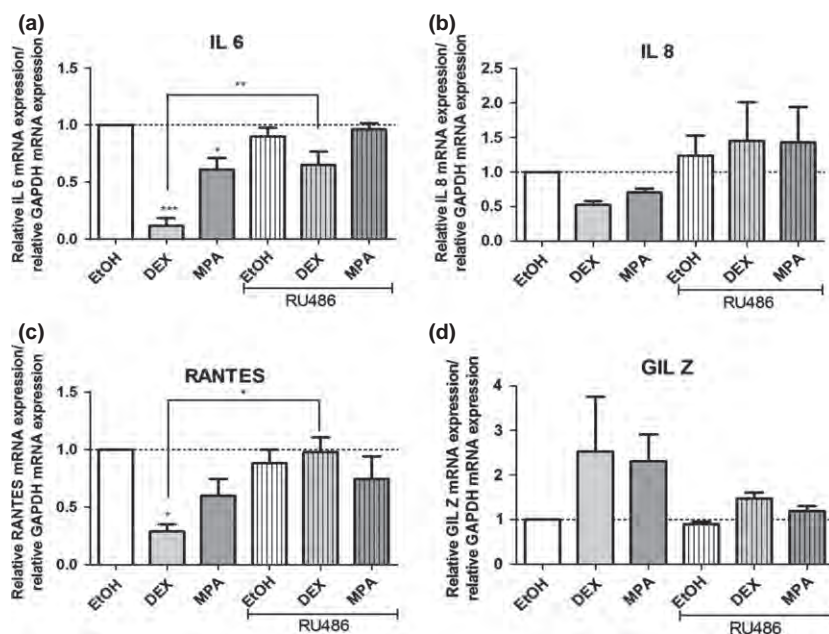 (a)
IL 6
Relative IL 6 mRNA expression/
relative GAPDH mRNA expression
1.5
1.0
0.5
0.0
**
***
*
EtOH DEX MPA EtOH DEX MPA
RU486
(b)
IL 8
Relative IL 8 mRNA expression/
relative GAPDH mRNA expression
2.5
2.0
1.5
1.0
0.5
0.0
EtOH DEX MPA EtOH DEX MPA
RU486
(c)
RANTES
Relative RANTES mRNA expression/
relative GAPDH mRNA expression
1.5
1.0
0.5
0.0
*
*
EtOH DEX MPA EtOH DEX MPA
RU486
(d)
GIL Z
Relative GIL Z mRNA expression/
relative GAPDH mRNA expression
4
3
2
1
0
EtOH DEX MPA EtOH DEX MPA
RU486